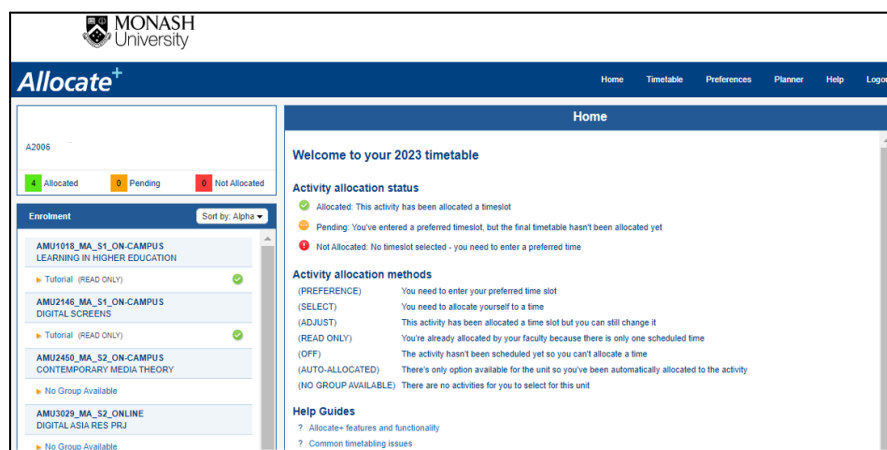 MONASH
University
Allocate+
Home Timetable Preferences Planner Help Logou
A2006
4 Allocated 0 Pending 0 Not Allocated
Enrolment Sort by: Alpha
AMU1018_MA_S1_ON-CAMPUS
LEARNING IN HIGHER EDUCATION
Tutorial (READ ONLY)
AMU2146_MA_S1_ON-CAMPUS
DIGITAL SCREENS
Tutorial (READ ONLY)
AMU2450_MA_S2_ON-CAMPUS
CONTEMPORARY MEDIA THEORY
No Group Available
AMU3029_MA_S2_ONLINE
DIGITAL ASIA RES PRJ
No Group Available
Home
Welcome to your 2023 timetable
Activity allocation status
Allocated: This activity has been allocated a timeslot
Pending: You've entered a preferred timeslot, but the final timetable hasn't been allocated yet
Not Allocated: No timeslot selected - you need to enter a preferred time
Activity allocation methods
(PREFERENCE) You need to enter your preferred time slot
(SELECT) You need to allocate yourself to a time
(ADJUST) This activity has been allocated a time slot but you can still change it
(READ ONLY) You're already allocated by your faculty because there is only one scheduled time
(OFF) The activity hasn't been scheduled yet so you can't allocate a time
(AUTO-ALLOCATED) There's only option available for the unit so you've been automatically allocated to the activity
(NO GROUP AVAILABLE) There are no activities for you to select for this unit
Help Guides
? Allocate+ features and functionality
? Common timetabling issues